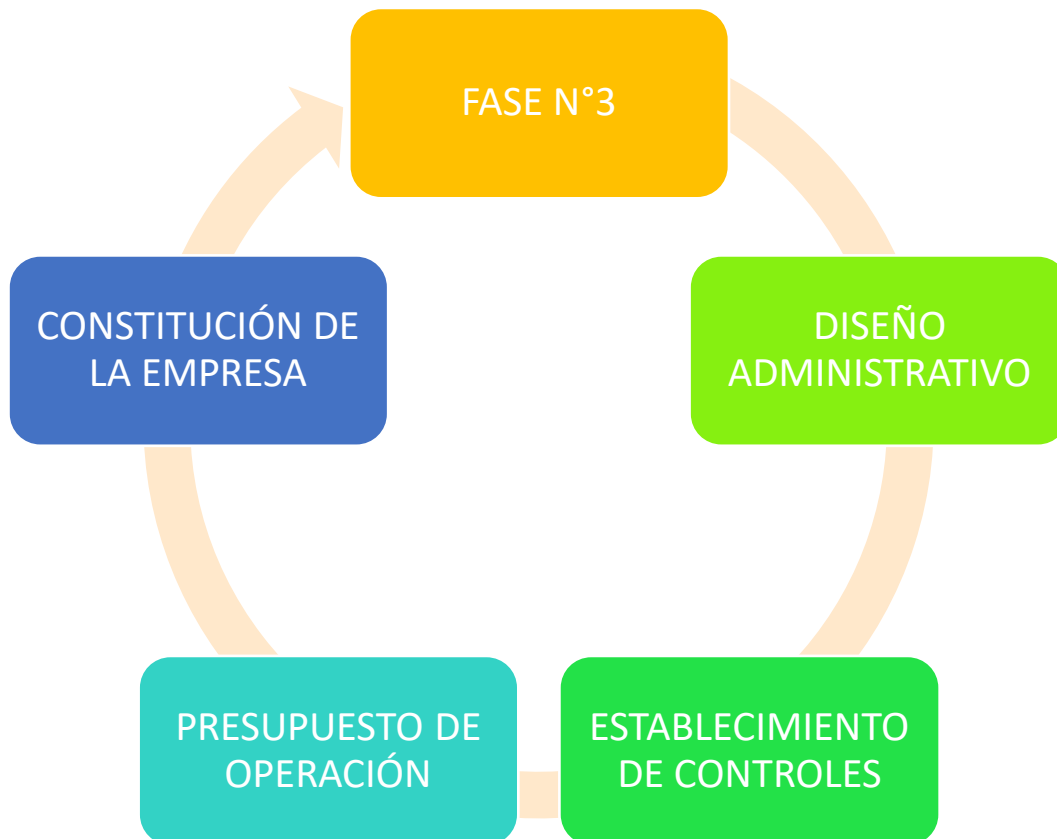 FASE N°3
DISEÑO
ADMINISTRATIVO
ESTABLECIMIENTO
DE CONTROLES
PRESUPUESTO DE
OPERACIÓN
CONSTITUCIÓN DE
LA EMPRESA